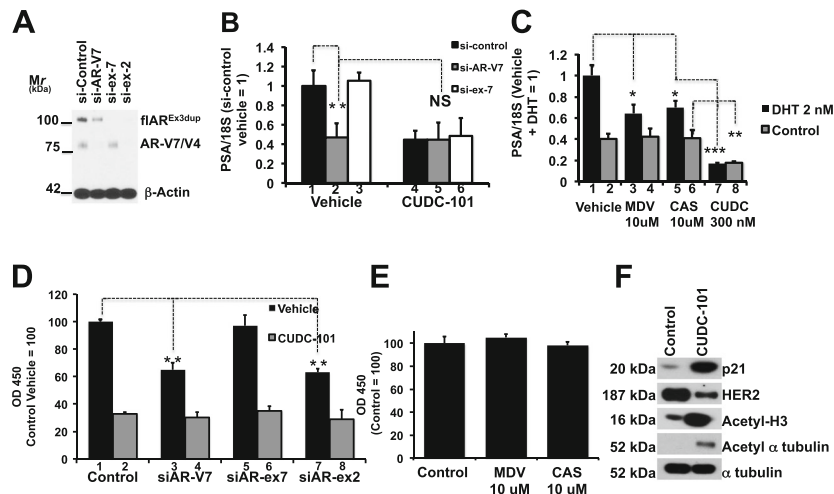 A
si-Control
si-AR-V7
si-ex-7
si-ex-2
Mr
(kDa)
100
75
42
flAR^Ex3dup
AR-V7/V4
β-Actin
B
PSA/18S (si-control
vehicle = 1)
1.4
1.2
1
0.8
0.6
0.4
0.2
0
si-control
si-AR-V7
si-ex-7
**
NS
1 2 3 4 5 6
Vehicle CUDC-101
C
PSA/18S (Vehicle
+ DHT = 1)
1.2
1
0.8
0.6
0.4
0.2
0
DHT 2 nM
Control
*
*
***
**
1 2 3 4 5 6 7 8
Vehicle MDV CAS CUDC
10uM 10uM 300 nM
D
OD 450
Control Vehicle = 100
120
100
80
60
40
20
0
Vehicle
CUDC-101
**
**
1 2 3 4 5 6 7 8
Control siAR-V7 siAR-ex7 siAR-ex2
E
OD 450
(Control = 100)
100
80
60
40
20
0
Control MDV CAS
10 uM 10 uM
F
Control
CUDC-101
20 kDa p21
187 kDa HER2
16 kDa Acetyl-H3
52 kDa Acetyl α tubulin
52 kDa α tubulin